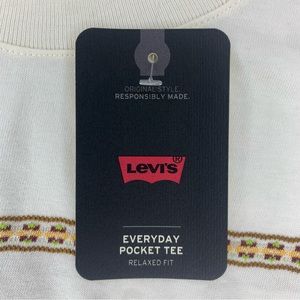 ORIGINAL STYLE.
RESPONSIBLY MADE.
LEVI'S®
EVERYDAY
POCKET TEE
RELAXED FIT